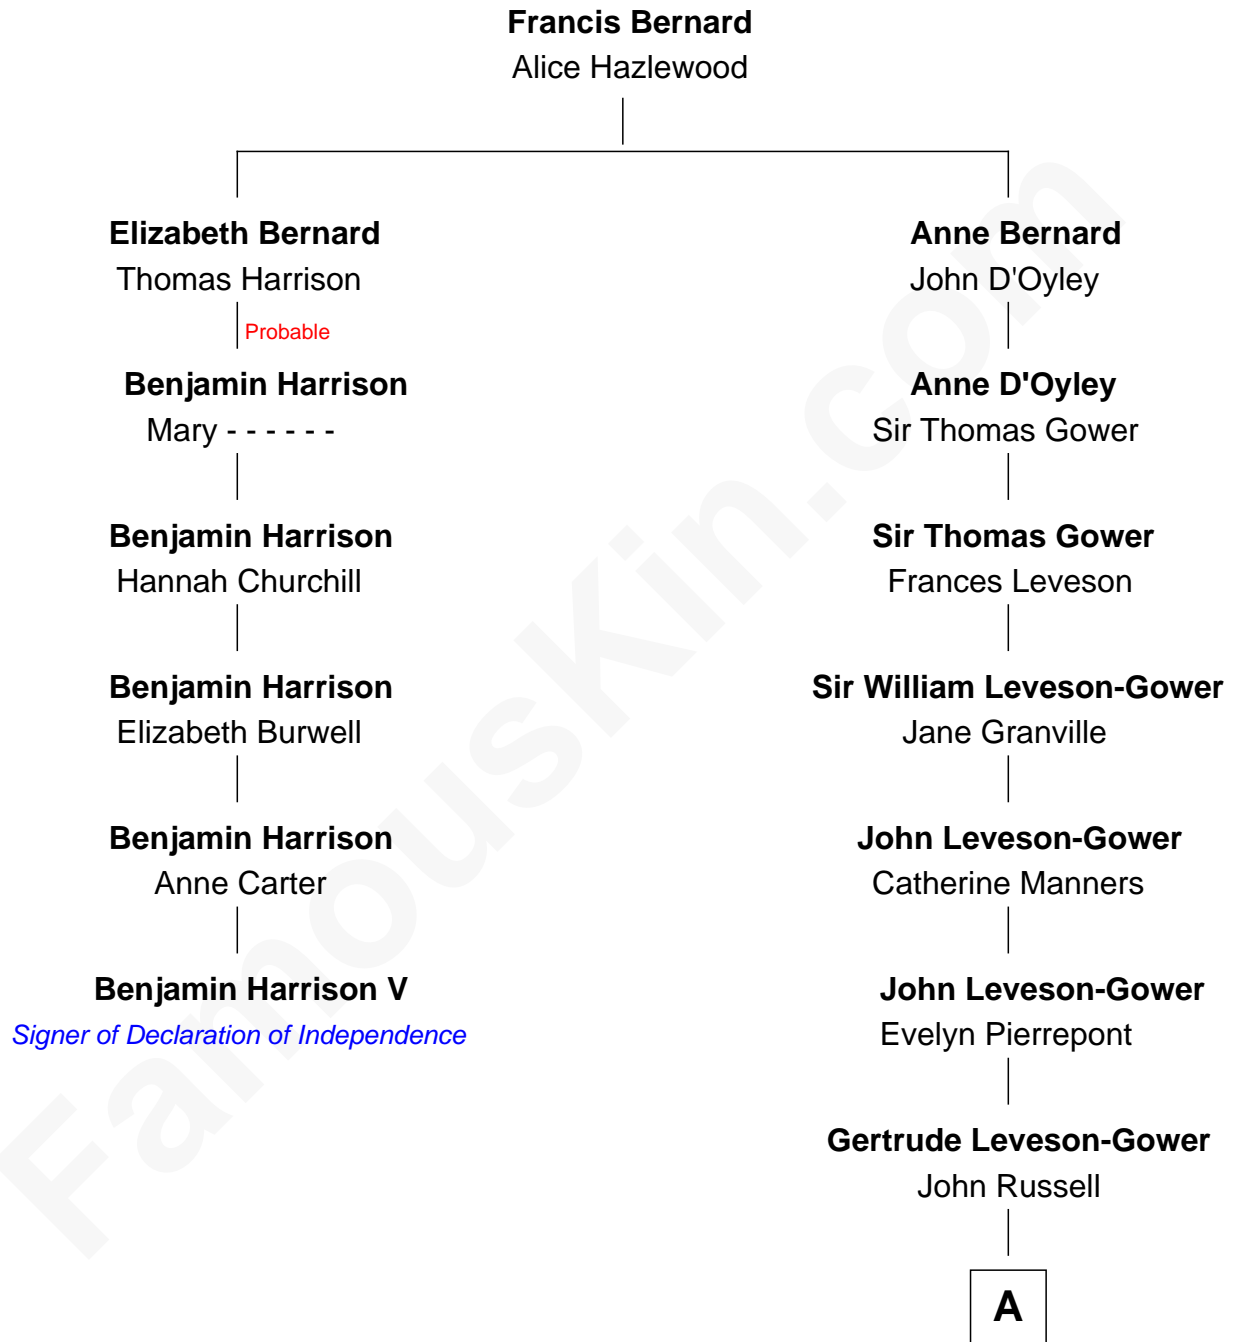 Francis Bernard
Alice Hazlewood
Elizabeth Bernard
Thomas Harrison
Probable
Benjamin Harrison
Mary - - - - - -
Benjamin Harrison
Hannah Churchill
Benjamin Harrison
Elizabeth Burwell
Benjamin Harrison
Anne Carter
Benjamin Harrison V
Signer of Declaration of Independence
Anne Bernard
John D'Oyley
Anne D'Oyley
Sir Thomas Gower
Sir Thomas Gower
Frances Leveson
Sir William Leveson-Gower
Jane Granville
John Leveson-Gower
Catherine Manners
John Leveson-Gower
Evelyn Pierrepont
Gertrude Leveson-Gower
John Russell
A
FamousKin.com